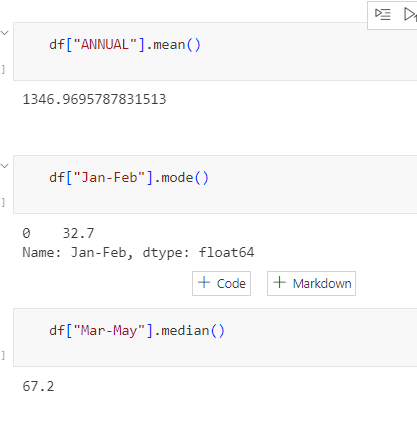 df["ANNUAL"].mean()
]
1346.9695787831513
df["Jan-Feb"].mode()
]
0    32.7
Name: Jan-Feb, dtype: float64
+ Code + Markdown
df["Mar-May"].median()
]
67.2